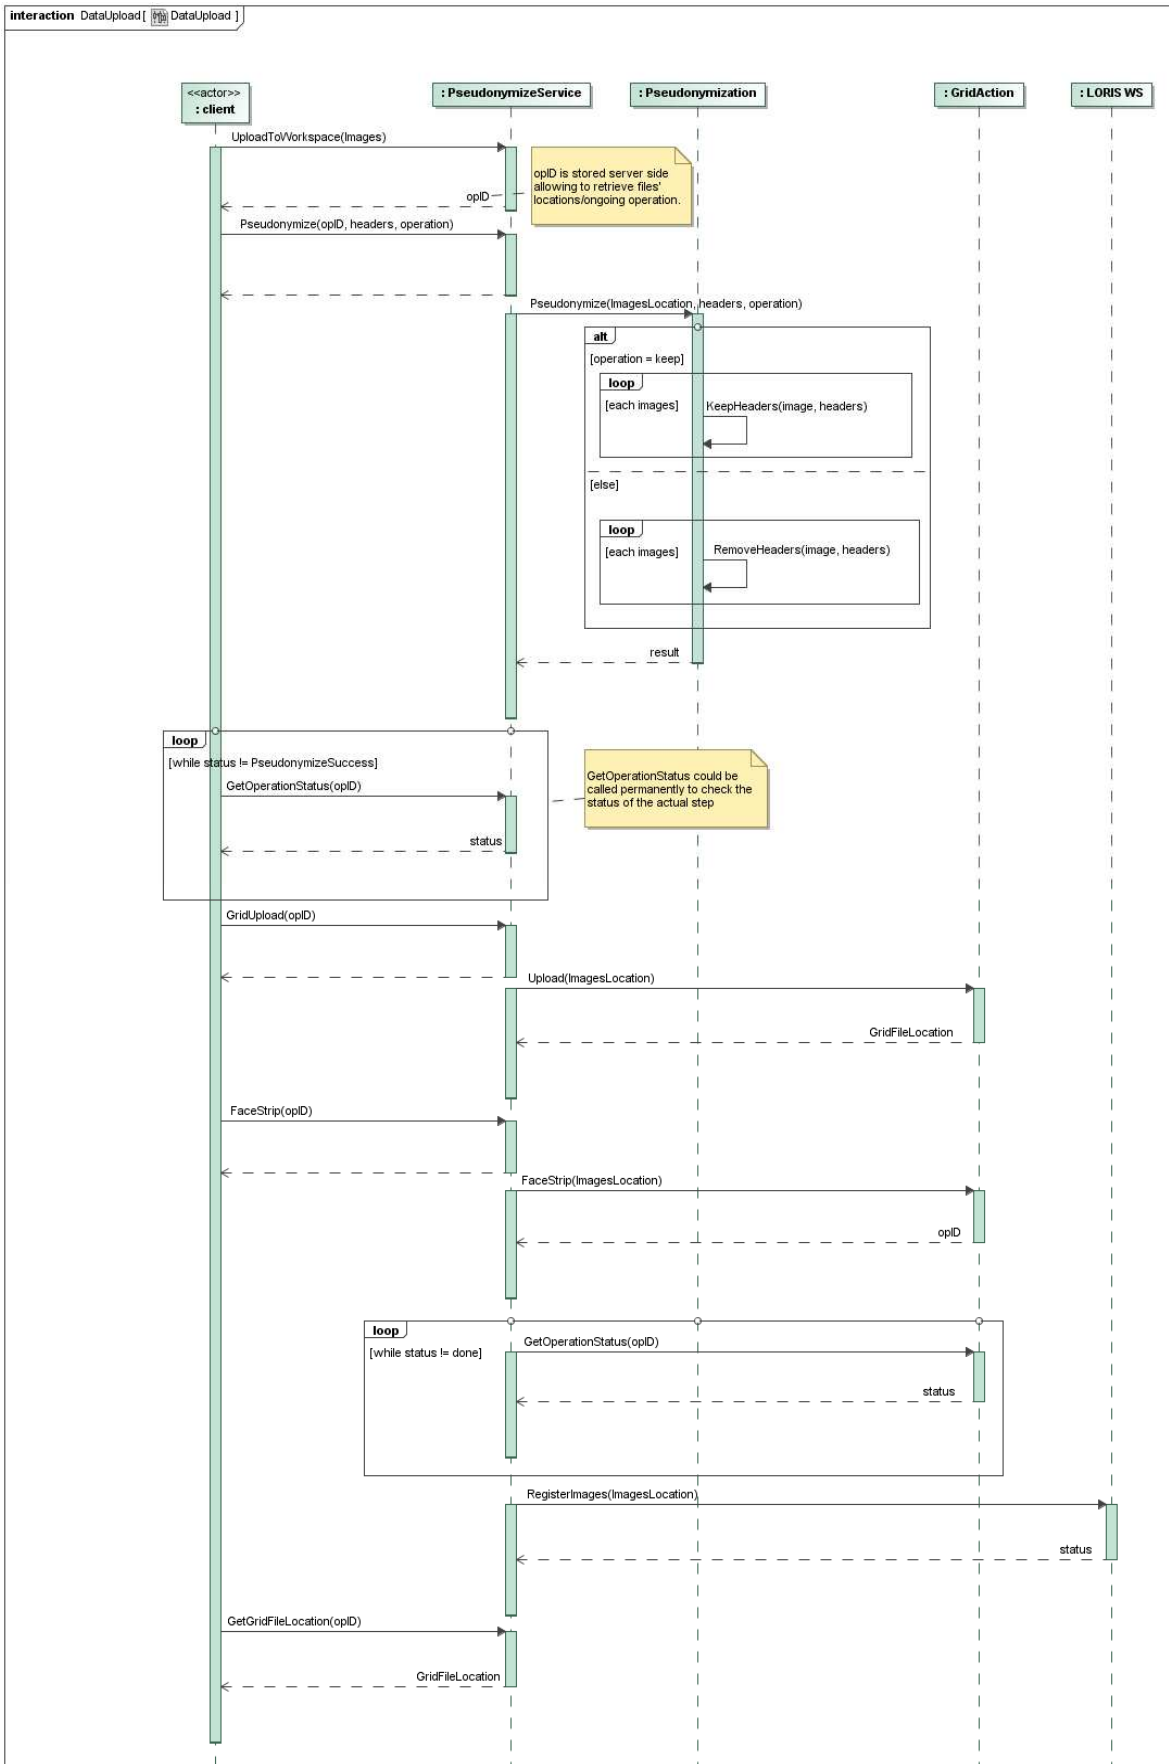 interaction DataUpload [ DataUpload ]
<<actor>>
: client
: PseudonymizeService
: Pseudonymization
: GridAction
: LORIS WS
UploadToWorkspace(Images)
opID is stored server side
allowing to retrieve files'
locations/ongoing operation.
opID
Pseudonymize(opID, headers, operation)
Pseudonymize(ImagesLocation, headers, operation)
alt
[operation = keep]
loop
[each images]
KeepHeaders(image, headers)
[else]
loop
[each images]
RemoveHeaders(image, headers)
result
loop
[while status != PseudonymizeSuccess]
GetOperationStatus(opID)
GetOperationStatus could be
called permanently to check the
status of the actual step
status
GridUpload(opID)
Upload(ImagesLocation)
GridFileLocation
FaceStrip(opID)
FaceStrip(ImagesLocation)
opID
loop
[while status != done]
GetOperationStatus(opID)
status
RegisterImages(ImagesLocation)
status
GetGridFileLocation(opID)
GridFileLocation